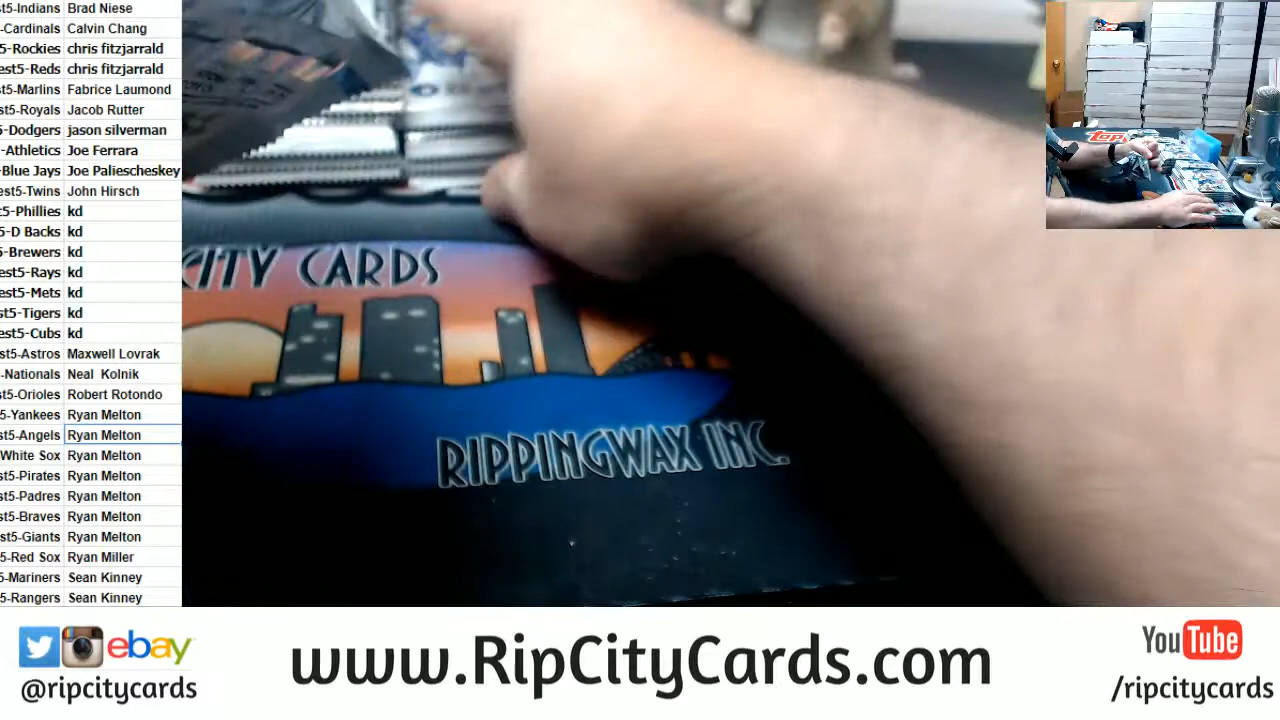 st5-Indians Brad Niese
-Cardinals Calvin Chang
5-Rockies chris fitzjarrald
est5-Reds chris fitzjarrald
5-Marlins Fabrice Laumond
st5-Royals Jacob Rutter
5-Dodgers jason silverman
-Athletics Joe Ferrara
-Blue Jays Joe Paliescheskey
est5-Twins John Hirsch
t5-Phillies kd
5-D Backs kd
5-Brewers kd
est5-Rays kd
est5-Mets kd
st5-Tigers kd
est5-Cubs kd
st5-Astros Maxwell Lovrak
-Nationals Neal Kolnik
st5-Orioles Robert Rotondo
5-Yankees Ryan Melton
st5-Angels Ryan Melton
White Sox Ryan Melton
st5-Pirates Ryan Melton
st5-Padres Ryan Melton
st5-Braves Ryan Melton
st5-Giants Ryan Melton
5-Red Sox Ryan Miller
5-Mariners Sean Kinney
5-Rangers Sean Kinney
CITY CARDS
RIPPINGWAX INC.
Topps
ebay
@ripcitycards
www.RipCityCards.com
YouTube
/ripcitycards